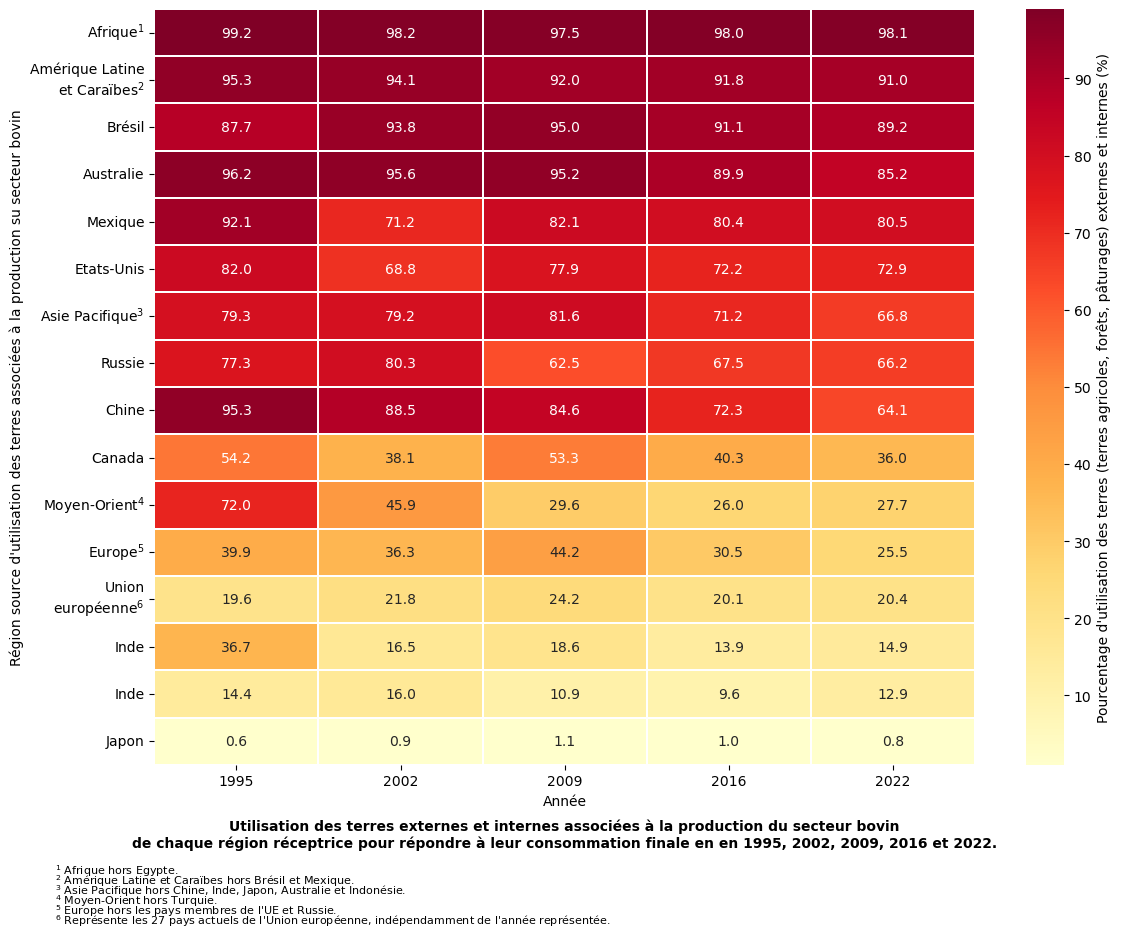 Région source d'utilisation des terres associées à la production su secteur bovin
Afrique¹ 99.2 98.2 97.5 98.0 98.1
Amérique Latine
et Caraïbes² 95.3 94.1 92.0 91.8 91.0
Brésil 87.7 93.8 95.0 91.1 89.2
Australie 96.2 95.6 95.2 89.9 85.2
Mexique 92.1 71.2 82.1 80.4 80.5
Etats-Unis 82.0 68.8 77.9 72.2 72.9
Asie Pacifique³ 79.3 79.2 81.6 71.2 66.8
Russie 77.3 80.3 62.5 67.5 66.2
Chine 95.3 88.5 84.6 72.3 64.1
Canada 54.2 38.1 53.3 40.3 36.0
Moyen-Orient⁴ 72.0 45.9 29.6 26.0 27.7
Europe⁵ 39.9 36.3 44.2 30.5 25.5
Union
européenne⁶ 19.6 21.8 24.2 20.1 20.4
Inde 36.7 16.5 18.6 13.9 14.9
Inde 14.4 16.0 10.9 9.6 12.9
Japon 0.6 0.9 1.1 1.0 0.8
1995 2002 2009 2016 2022
Année
90
80
70
60
50
40
30
20
10
Pourcentage d'utilisation des terres (terres agricoles, forêts, pâturages) externes et internes (%)
Utilisation des terres externes et internes associées à la production du secteur bovin
de chaque région réceptrice pour répondre à leur consommation finale en en 1995, 2002, 2009, 2016 et 2022.
¹ Afrique hors Egypte.
² Amérique Latine et Caraïbes hors Brésil et Mexique.
³ Asie Pacifique hors Chine, Inde, Japon, Australie et Indonésie.
⁴ Moyen-Orient hors Turquie.
⁵ Europe hors les pays membres de l'UE et Russie.
⁶ Représente les 27 pays actuels de l'Union européenne, indépendamment de l'année représentée.